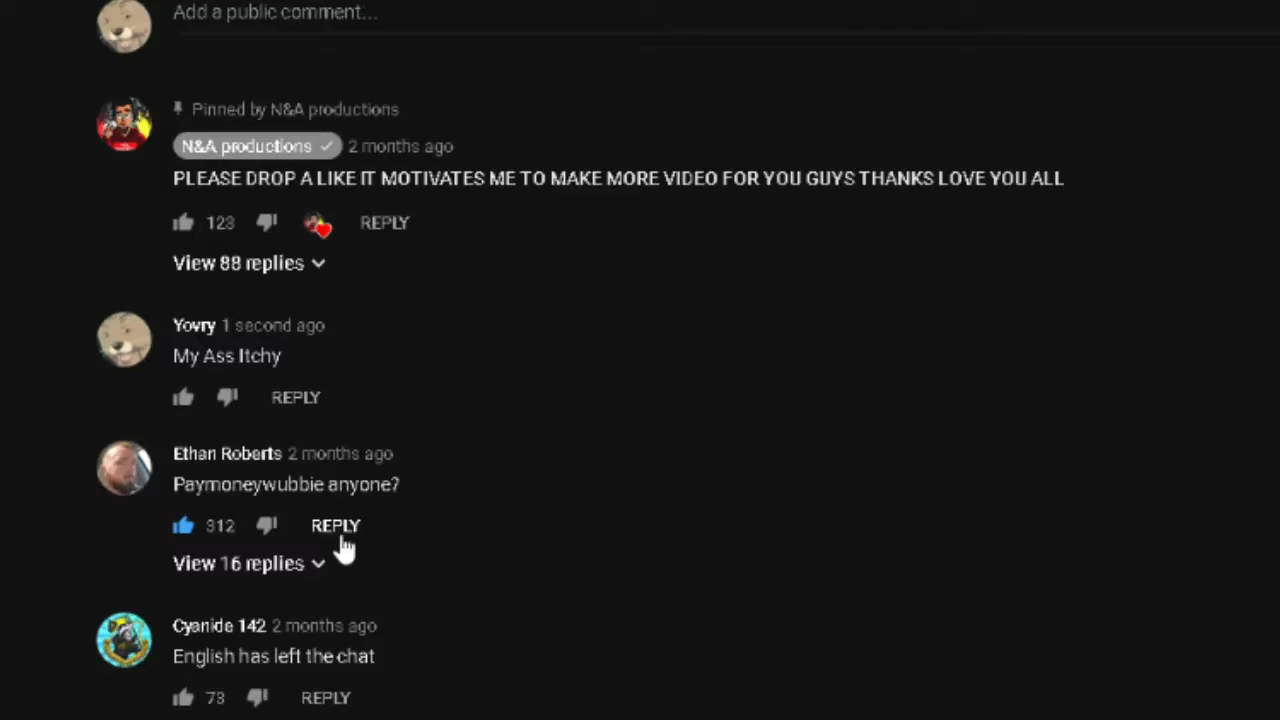 Add a public comment...
Pinned by N&A productions
N&A productions 2 months ago
PLEASE DROP A LIKE IT MOTIVATES ME TO MAKE MORE VIDEO FOR YOU GUYS THANKS LOVE YOU ALL
123 REPLY
View 88 replies
Yovry 1 second ago
My Ass Itchy
REPLY
Ethan Roberts 2 months ago
Paymoneywubbie anyone?
312 REPLY
View 16 replies
Cyanide 142 2 months ago
English has left the chat
73 REPLY